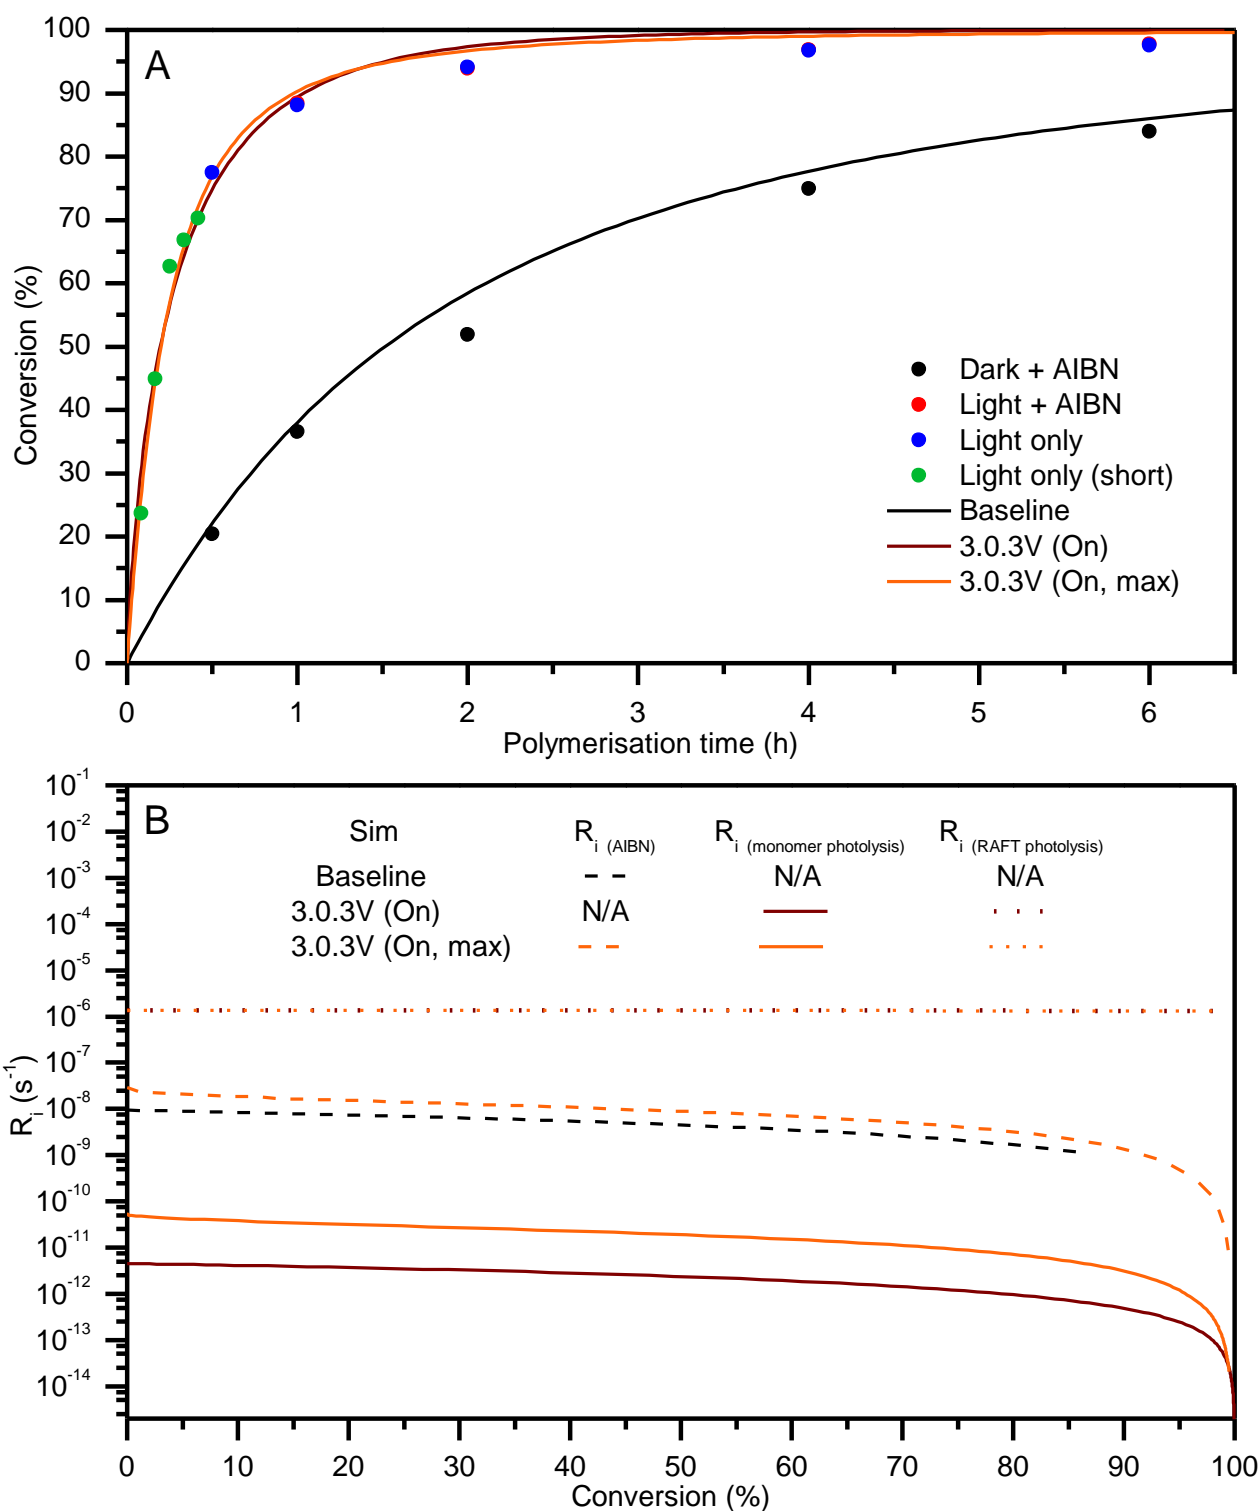 A
100
90
80
70
60
50
40
30
20
10
0
Conversion (%)
Dark + AIBN
Light + AIBN
Light only
Light only (short)
Baseline
3.0.3V (On)
3.0.3V (On, max)
0 1 2 3 4 5 6
Polymerisation time (h)
B
10⁻¹
10⁻²
10⁻³
10⁻⁴
10⁻⁵
10⁻⁶
10⁻⁷
10⁻⁸
10⁻⁹
10⁻¹⁰
10⁻¹¹
10⁻¹²
10⁻¹³
10⁻¹⁴
R_i (s⁻¹)
Sim R_i (AIBN) R_i (monomer photolysis) R_i (RAFT photolysis)
Baseline N/A N/A
3.0.3V (On) N/A
3.0.3V (On, max)
0 10 20 30 40 50 60 70 80 90 100
Conversion (%)